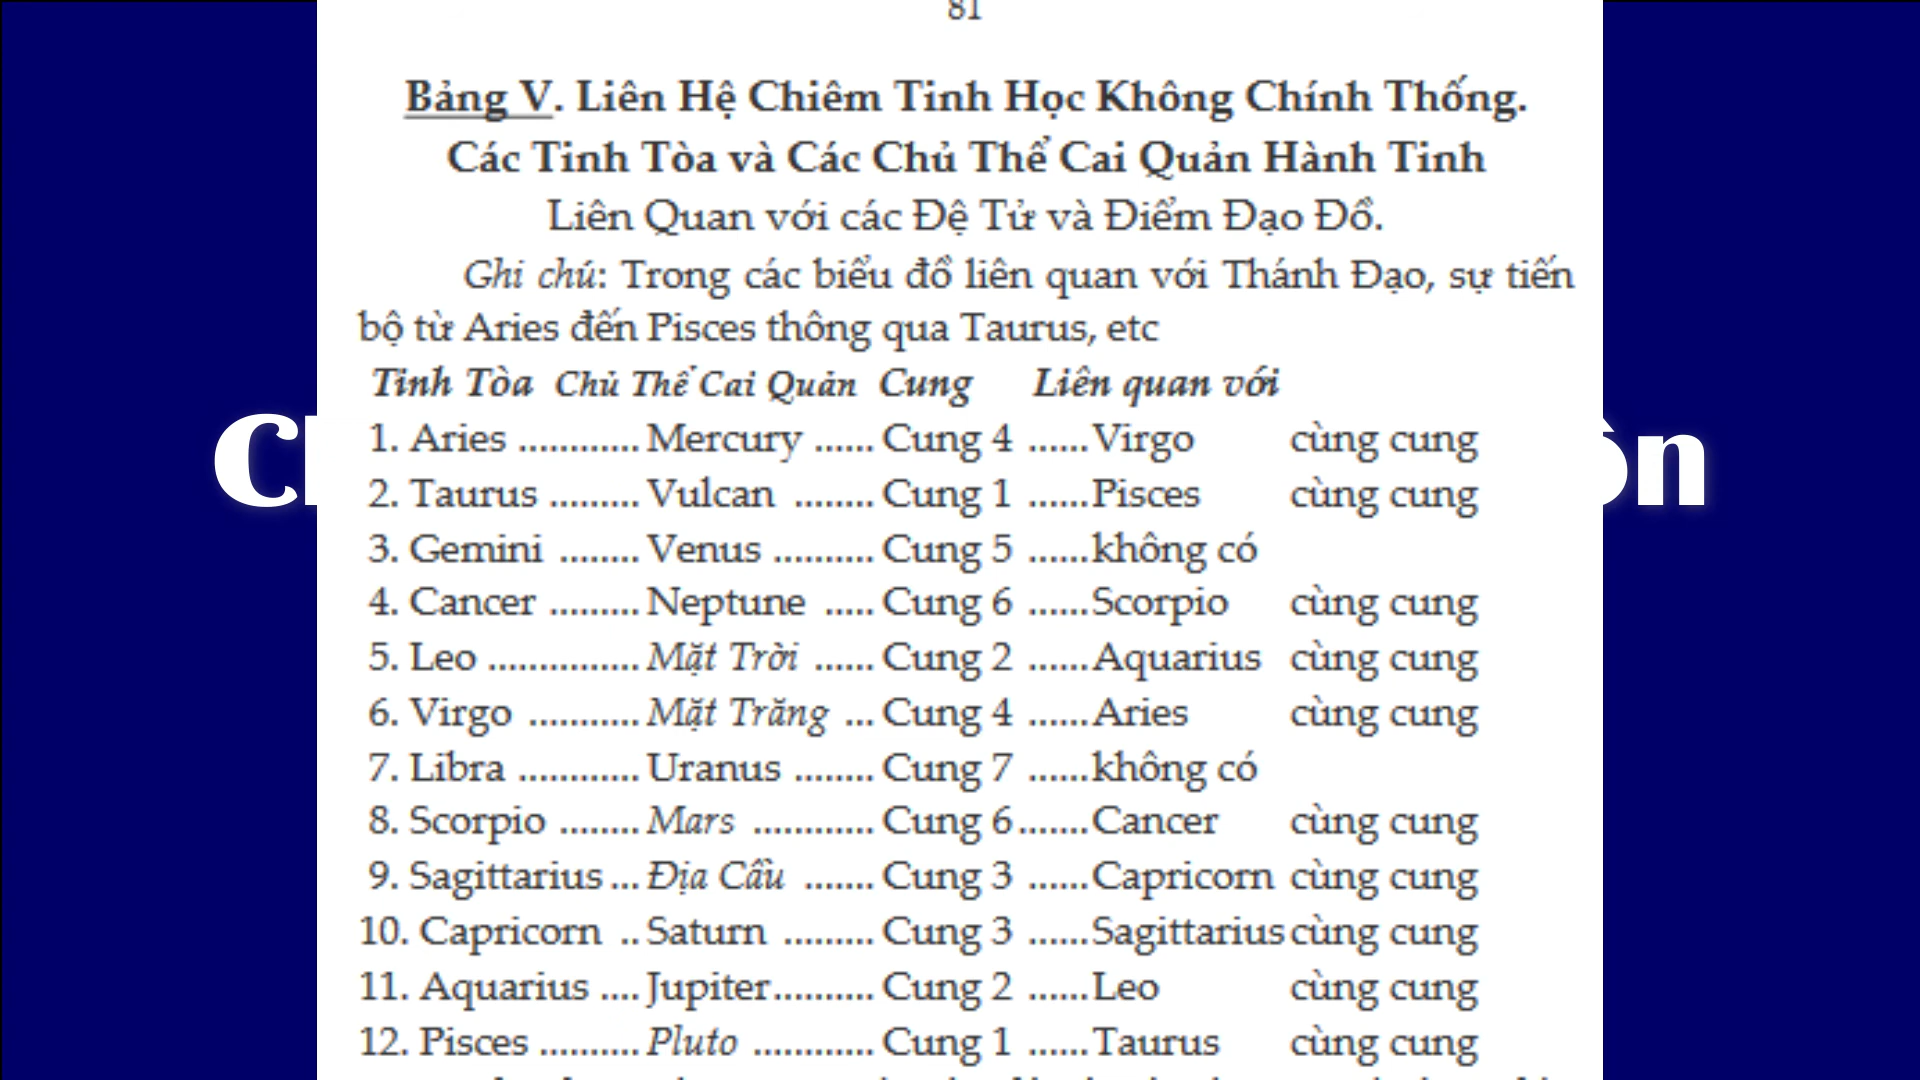 81
Bảng V. Liên Hệ Chiêm Tinh Học Không Chính Thống.
Các Tinh Tòa và Các Chủ Thể Cai Quản Hành Tinh
Liên Quan với các Đệ Tử và Điểm Đạo Đồ.
Ghi chú: Trong các biểu đồ liên quan với Thánh Đạo, sự tiến
bộ từ Aries đến Pisces thông qua Taurus, etc
Tinh Tòa Chủ Thể Cai Quản Cung Liên quan với
1. Aries ............ Mercury ...... Cung 4 ...... Virgo cùng cung
2. Taurus ......... Vulcan ........ Cung 1 ...... Pisces cùng cung
3. Gemini ........ Venus .......... Cung 5 ...... không có
4. Cancer ......... Neptune ..... Cung 6 ...... Scorpio cùng cung
5. Leo ............... Mặt Trời ...... Cung 2 ...... Aquarius cùng cung
6. Virgo ........... Mặt Trăng ... Cung 4 ...... Aries cùng cung
7. Libra ............ Uranus ........ Cung 7 ...... không có
8. Scorpio ........ Mars ............ Cung 6 ....... Cancer cùng cung
9. Sagittarius ... Địa Cầu ....... Cung 3 ...... Capricorn cùng cung
10. Capricorn .. Saturn ......... Cung 3 ...... Sagittarius cùng cung
11. Aquarius .... Jupiter.......... Cung 2 ...... Leo cùng cung
12. Pisces .......... Pluto ............ Cung 1 ...... Taurus cùng cung